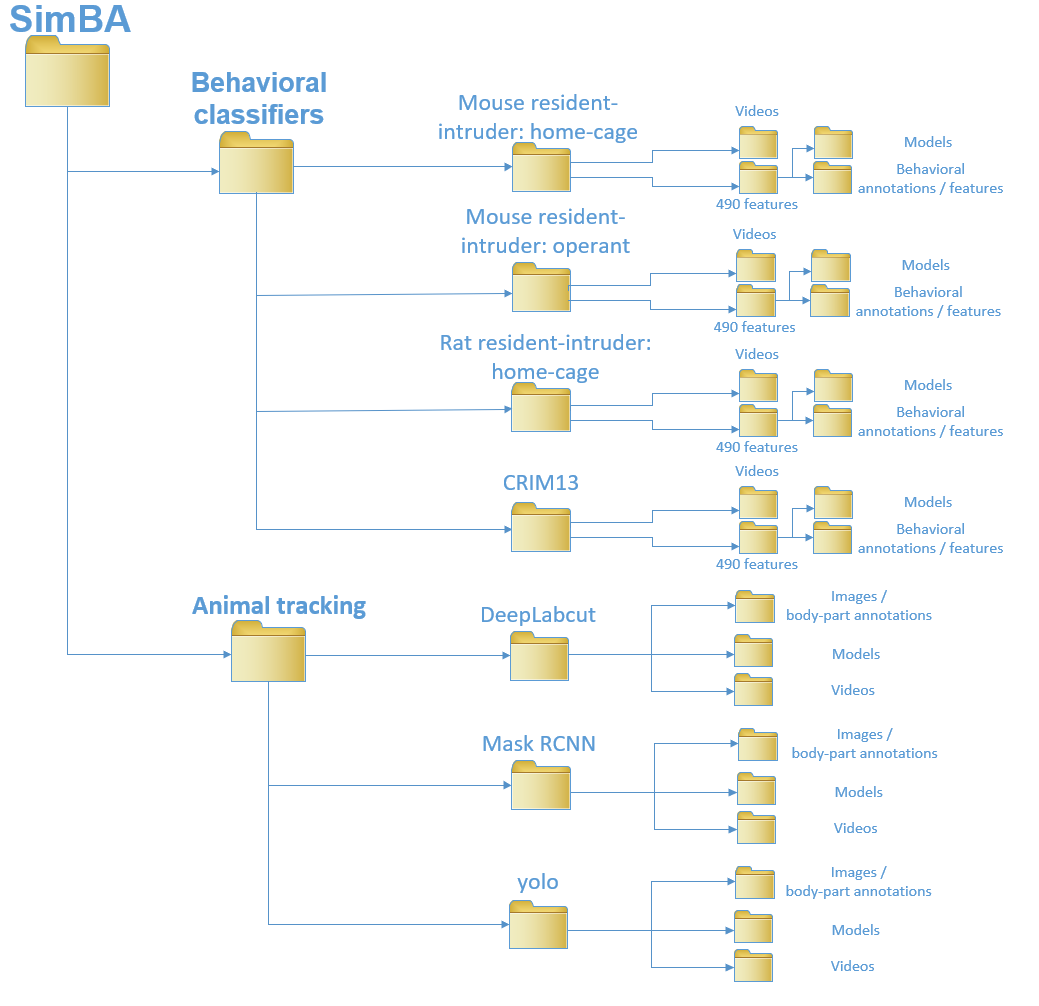 SimBA
Behavioral
classifiers
Mouse resident-
intruder: home-cage
Videos
Models
Behavioral
annotations / features
490 features
Mouse resident-
intruder: operant
Videos
Models
Behavioral
annotations / features
490 features
Rat resident-intruder:
home-cage
Videos
Models
Behavioral
annotations / features
490 features
CRIM13
Videos
Models
Behavioral
annotations / features
490 features
Animal tracking
DeepLabcut
Images /
body-part annotations
Models
Videos
Mask RCNN
Images /
body-part annotations
Models
Videos
yolo
Images /
body-part annotations
Models
Videos